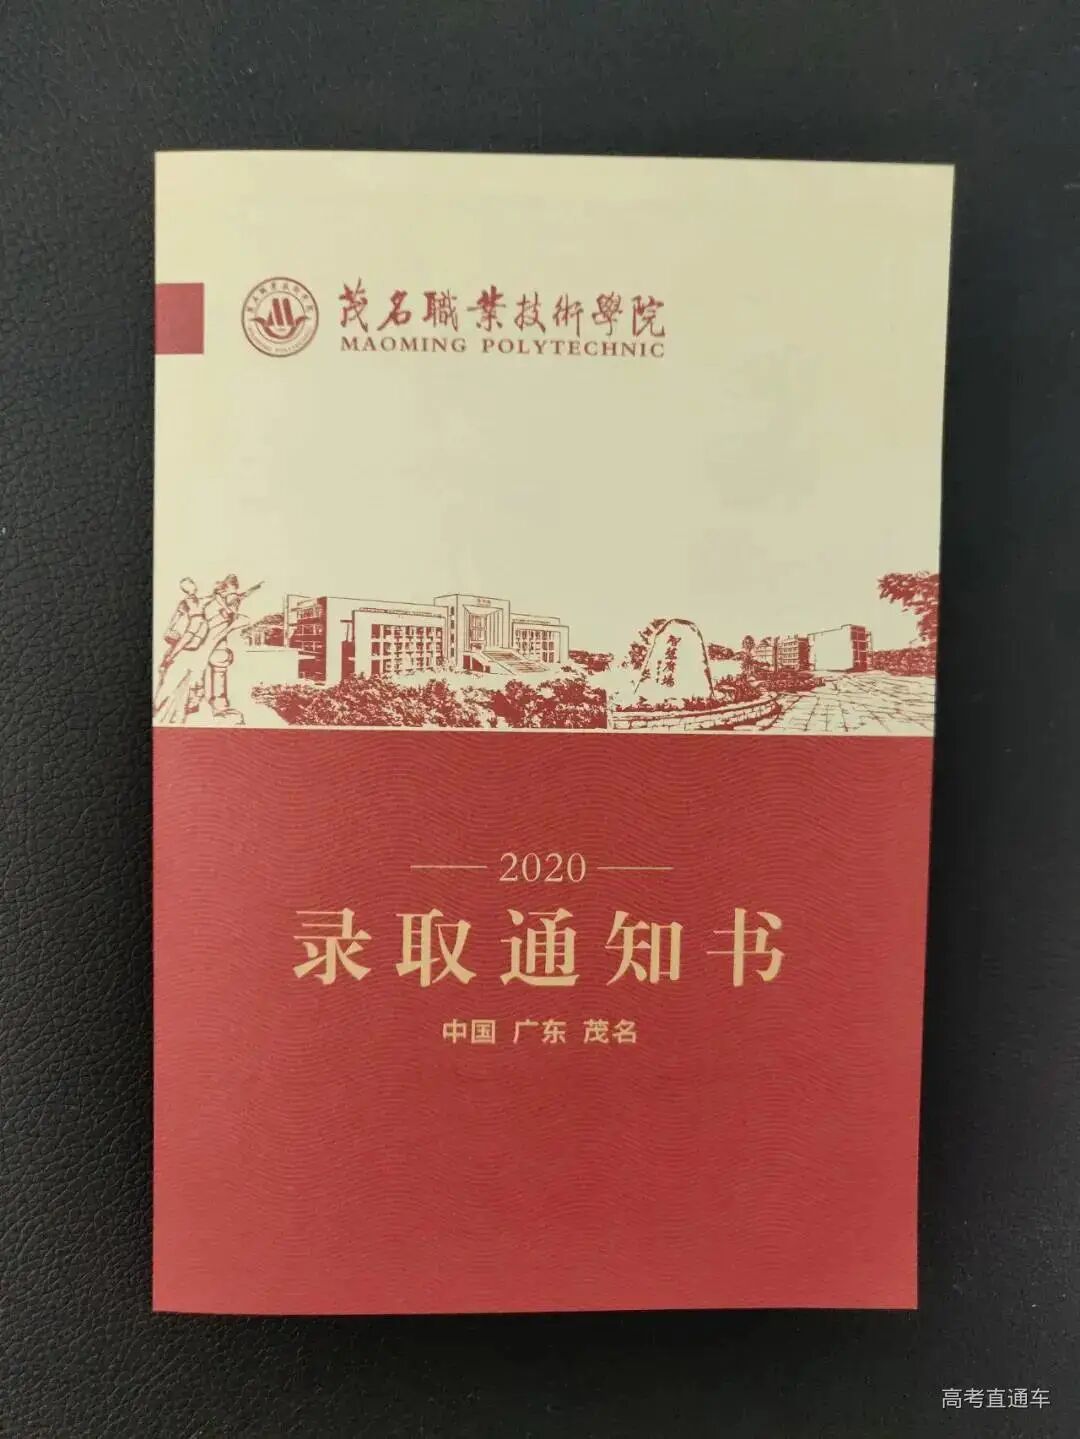 茂名職業技術學院
MAOMING POLYTECHNIC
2020
录取通知书
中国 广东 茂名
高考直通车